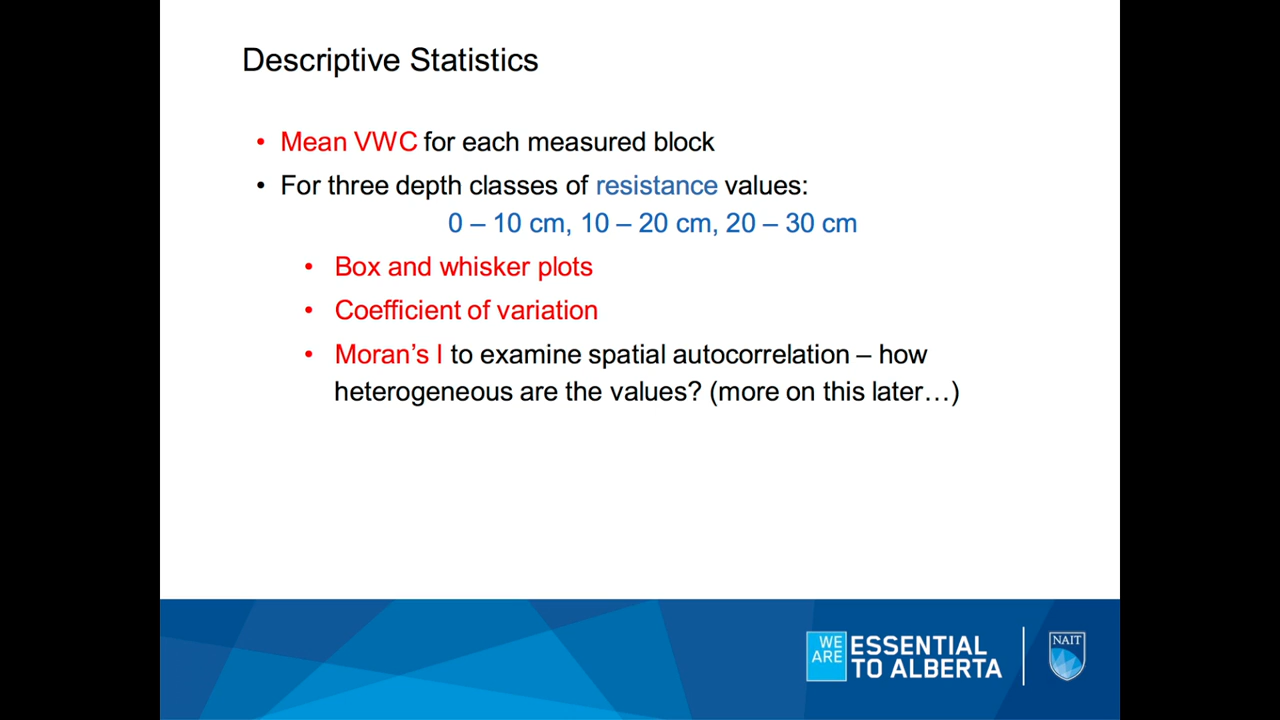 Descriptive Statistics
• Mean VWC for each measured block
• For three depth classes of resistance values:
0 – 10 cm, 10 – 20 cm, 20 – 30 cm
• Box and whisker plots
• Coefficient of variation
• Moran’s I to examine spatial autocorrelation – how
heterogeneous are the values? (more on this later…)
WE ARE ESSENTIAL
TO ALBERTA
NAIT